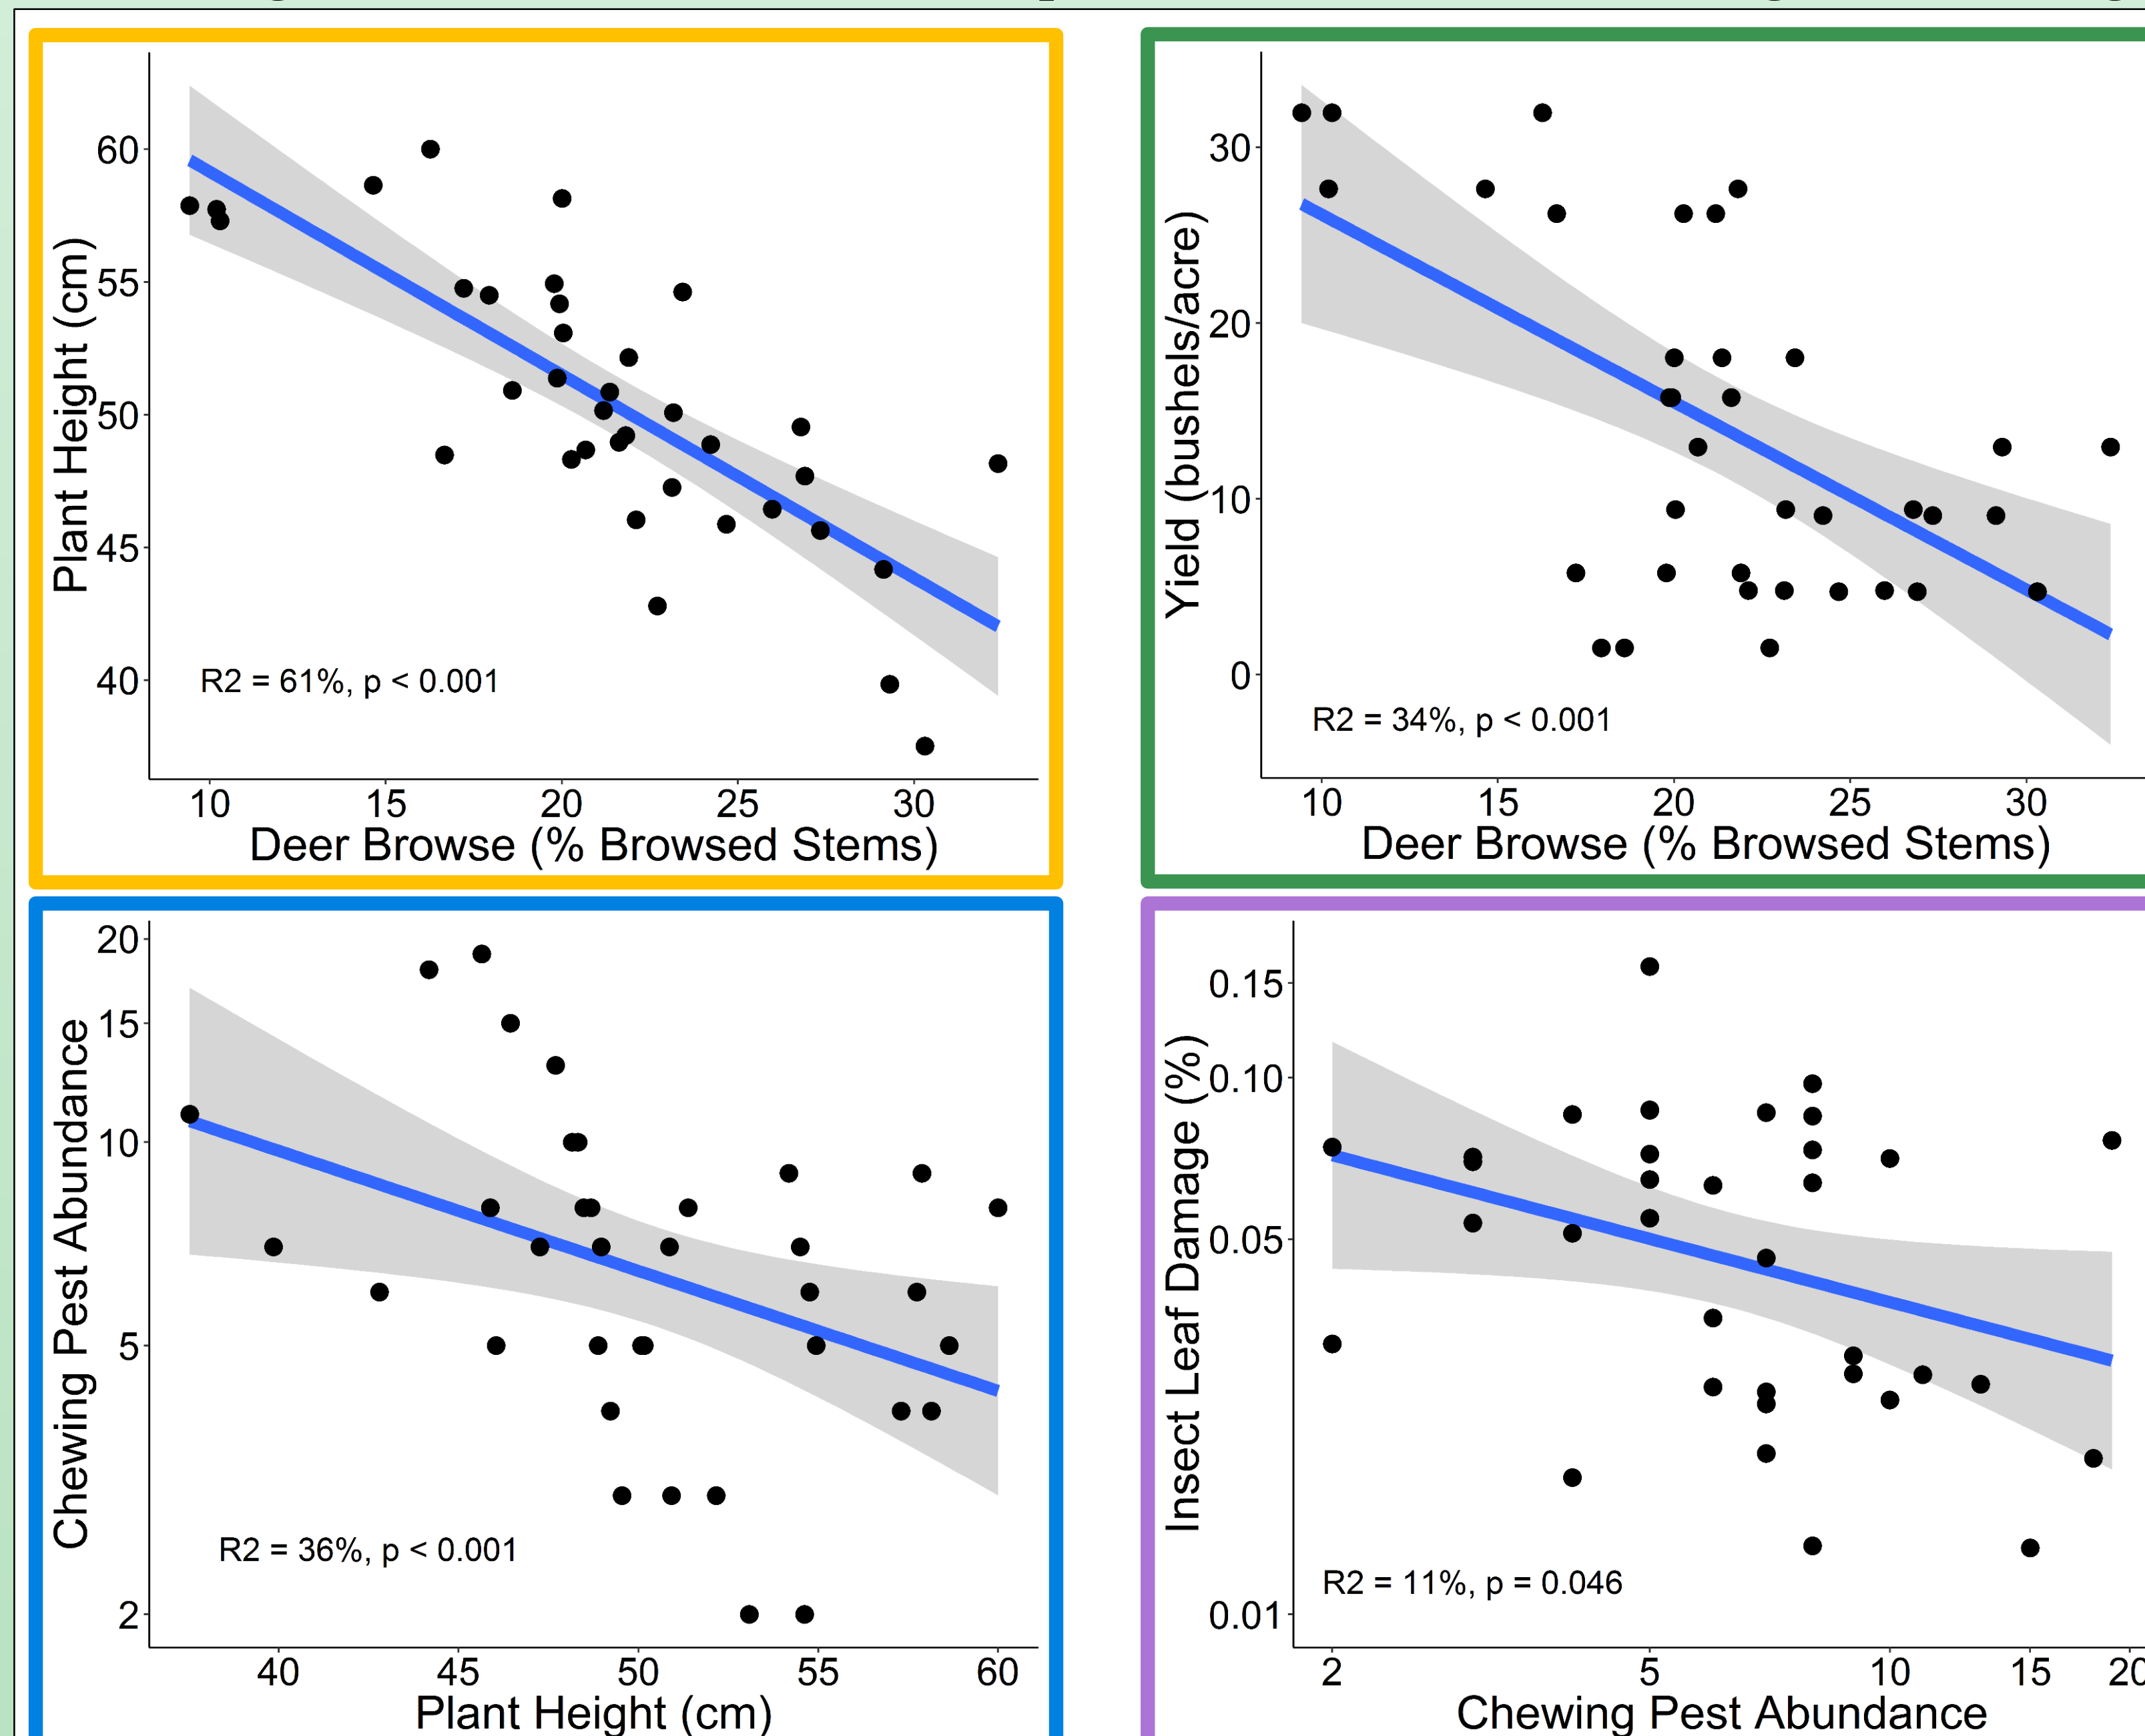 60
55
50
45
40
Plant Height (cm)
R2 = 61%, p < 0.001
10 15 20 25 30
Deer Browse (% Browsed Stems)
30
20
10
0
Yield (bushels/acre)
R2 = 34%, p < 0.001
10 15 20 25 30
Deer Browse (% Browsed Stems)
20
15
10
5
2
Chewing Pest Abundance
R2 = 36%, p < 0.001
40 45 50 55 60
Plant Height (cm)
0.15
0.10
0.05
0.01
Insect Leaf Damage (%)
R2 = 11%, p = 0.046
2 5 10 15 20
Chewing Pest Abundance